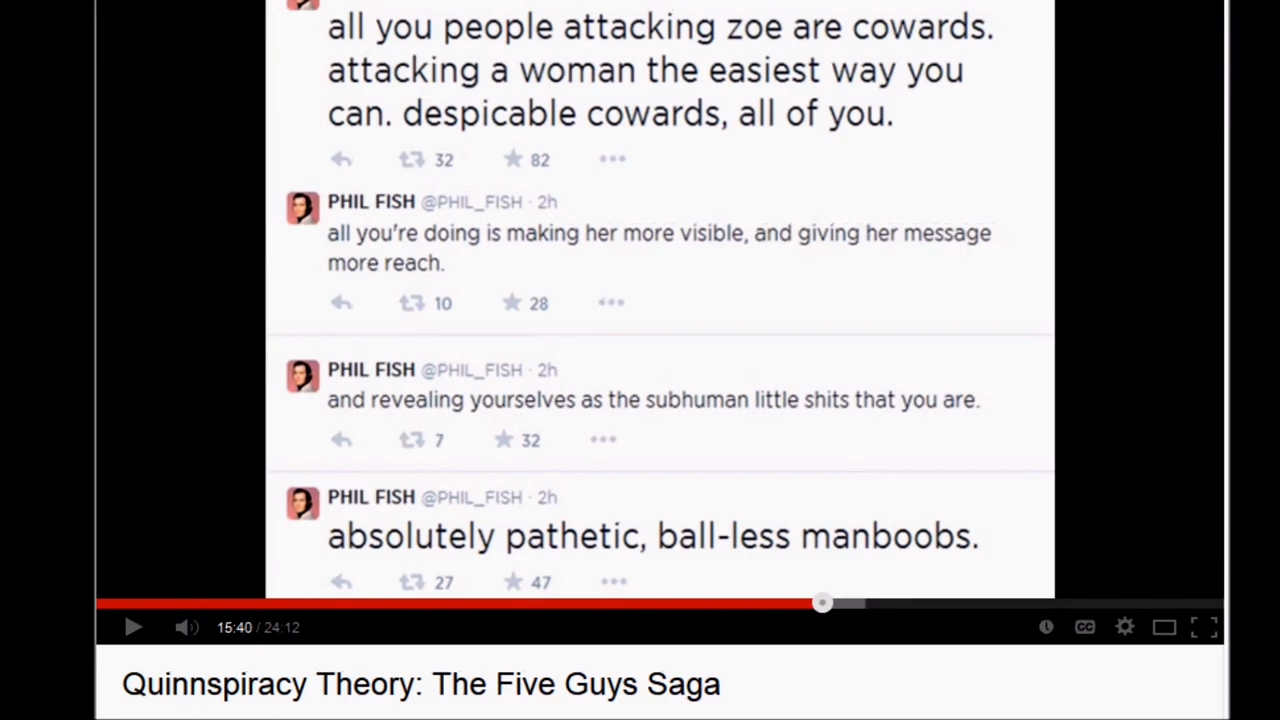 all you people attacking zoe are cowards.
attacking a woman the easiest way you
can. despicable cowards, all of you.
32 82
PHIL FISH @PHIL_FISH · 2h
all you're doing is making her more visible, and giving her message
more reach.
10 28
PHIL FISH @PHIL_FISH · 2h
and revealing yourselves as the subhuman little shits that you are.
7 32
PHIL FISH @PHIL_FISH · 2h
absolutely pathetic, ball-less manboobs.
27 47
15:40 / 24:12 CC
Quinnspiracy Theory: The Five Guys Saga